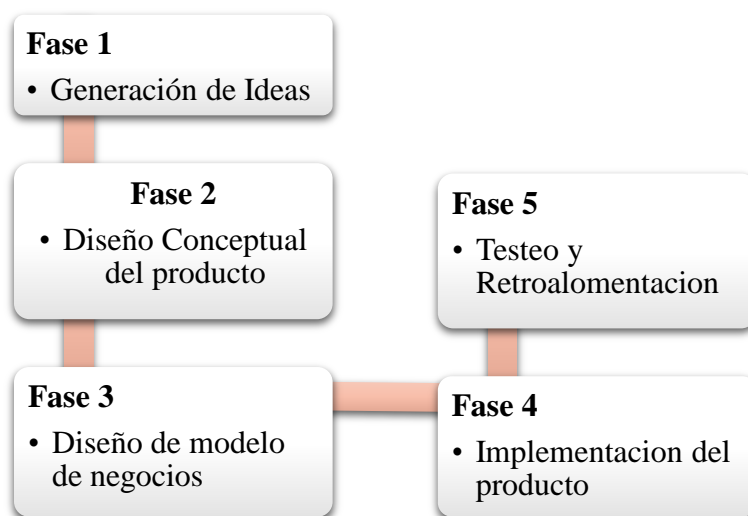 Fase 1
• Generación de Ideas
Fase 2
• Diseño Conceptual
del producto
Fase 3
• Diseño de modelo
de negocios
Fase 4
• Implementacion del
producto
Fase 5
• Testeo y
Retroalomentacion